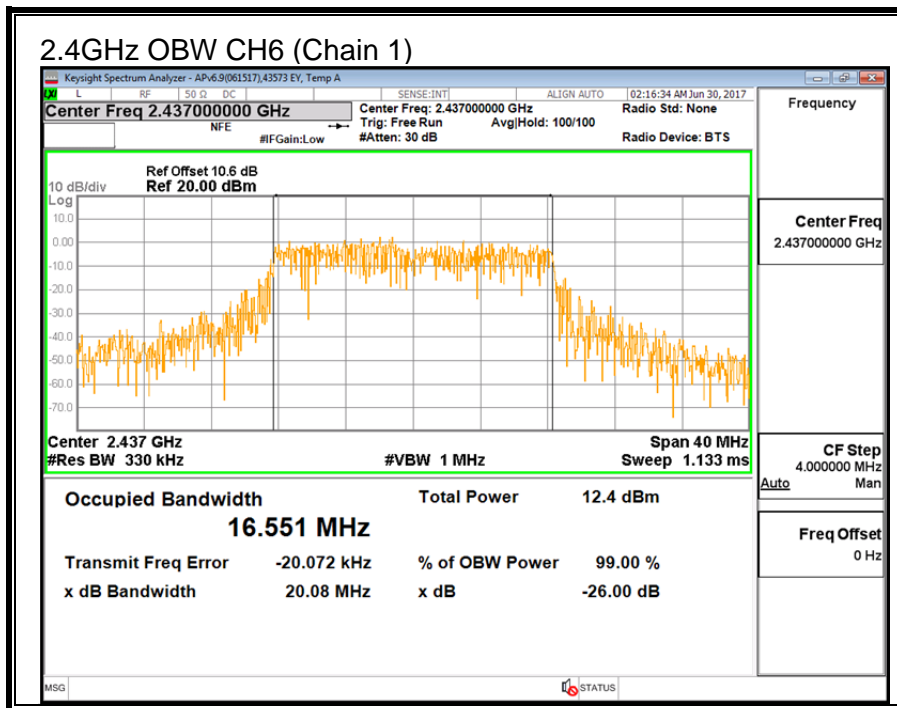 2.4GHz OBW CH6 (Chain 1)
Keysight Spectrum Analyzer - APv6.9(061517),43573 EY, Temp A
LXI L RF 50 Ω DC SENSE:INT ALIGN AUTO 02:16:34 AM Jun 30, 2017
Center Freq 2.437000000 GHz
NFE
#IFGain:Low
Center Freq: 2.437000000 GHz
Trig: Free Run Avg|Hold: 100/100
#Atten: 30 dB
Radio Std: None
Radio Device: BTS
Ref Offset 10.6 dB
10 dB/div Ref 20.00 dBm
Log
10.0
0.00
-10.0
-20.0
-30.0
-40.0
-50.0
-60.0
-70.0
Center 2.437 GHz Span 40 MHz
#Res BW 330 kHz #VBW 1 MHz Sweep 1.133 ms
Occupied Bandwidth Total Power 12.4 dBm
16.551 MHz
Transmit Freq Error -20.072 kHz % of OBW Power 99.00 %
x dB Bandwidth 20.08 MHz x dB -26.00 dB
MSG STATUS
Frequency
Center Freq
2.437000000 GHz
CF Step
4.000000 MHz
Auto Man
Freq Offset
0 Hz